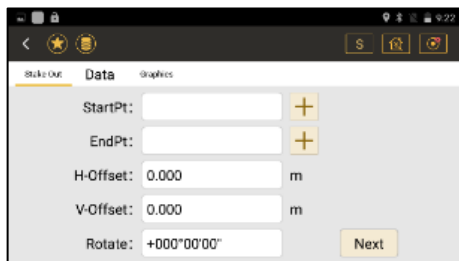 9:22
S
Stake Out Data Graphics
StartPt:
EndPt:
H-Offset: 0.000 m
V-Offset: 0.000 m
Rotate: +000°00'00" Next